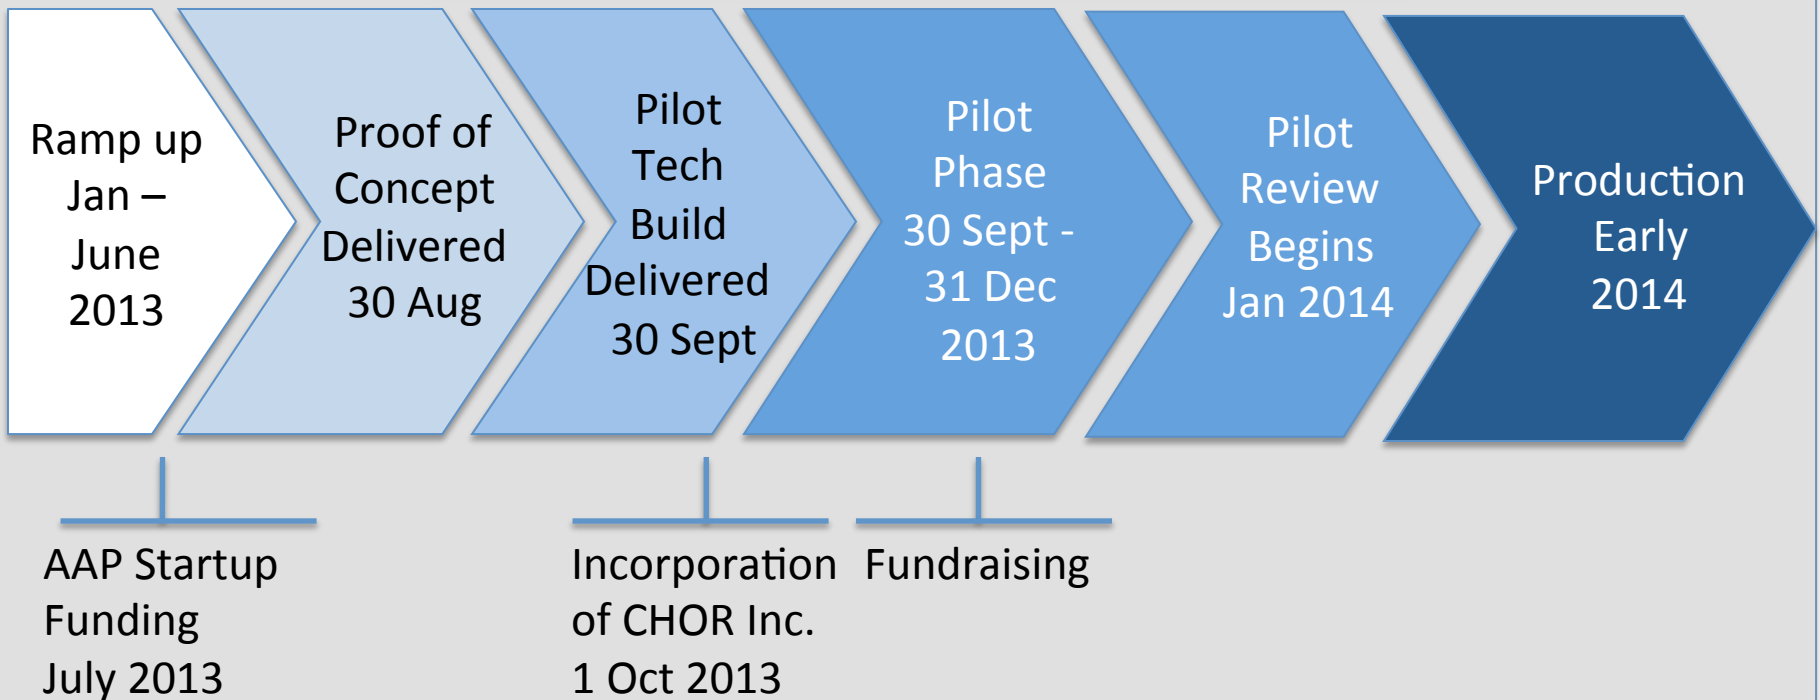 Ramp up
Jan –
June
2013
Proof of
Concept
Delivered
30 Aug
Pilot
Tech
Build
Delivered
30 Sept
Pilot
Phase
30 Sept -
31 Dec
2013
Pilot
Review
Begins
Jan 2014
Production
Early
2014
AAP Startup
Funding
July 2013
Incorporation
of CHOR Inc.
1 Oct 2013
Fundraising